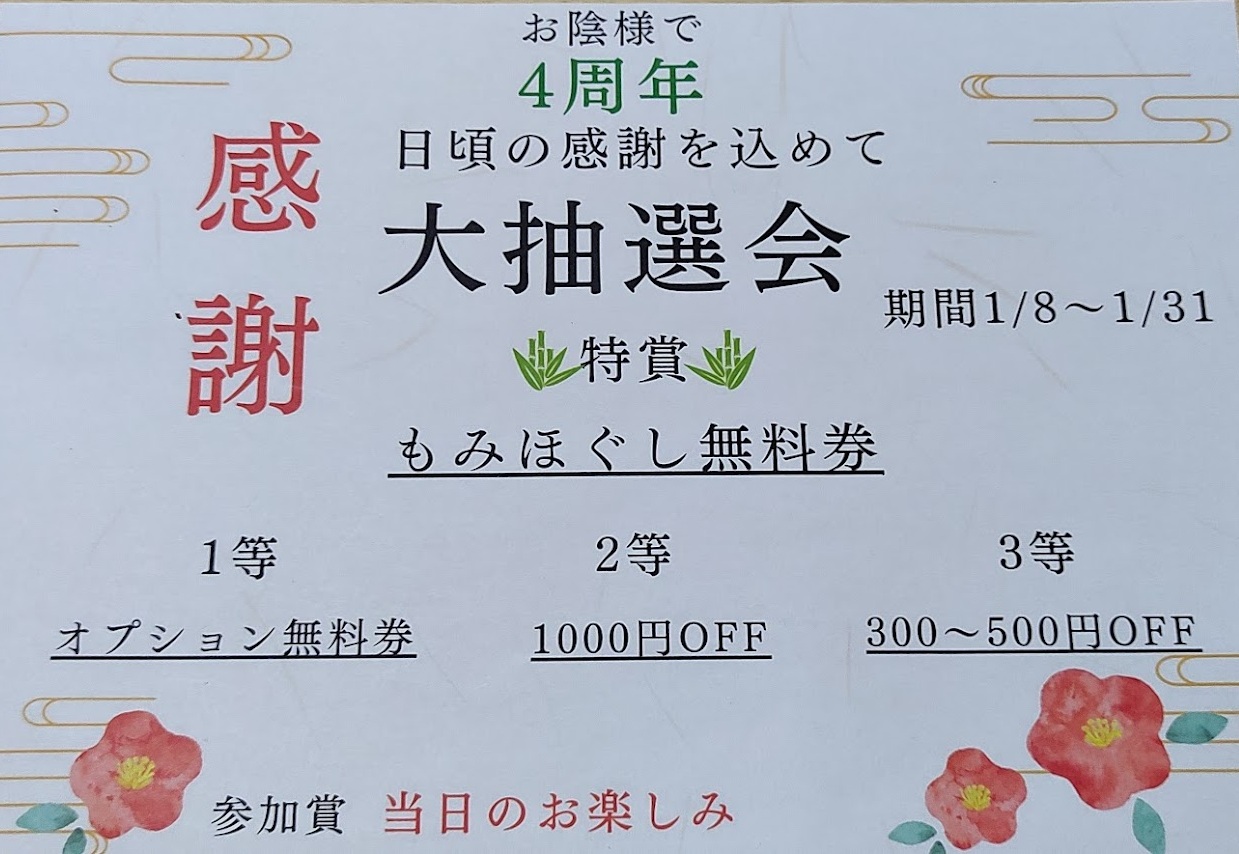 お陰様で
4周年
日頃の感謝を込めて
感謝
大抽選会
期間1/8〜1/31
特賞
もみほぐし無料券
1等
2等
3等
オプション無料券
1000円OFF
300〜500円OFF
参加賞 当日のお楽しみ